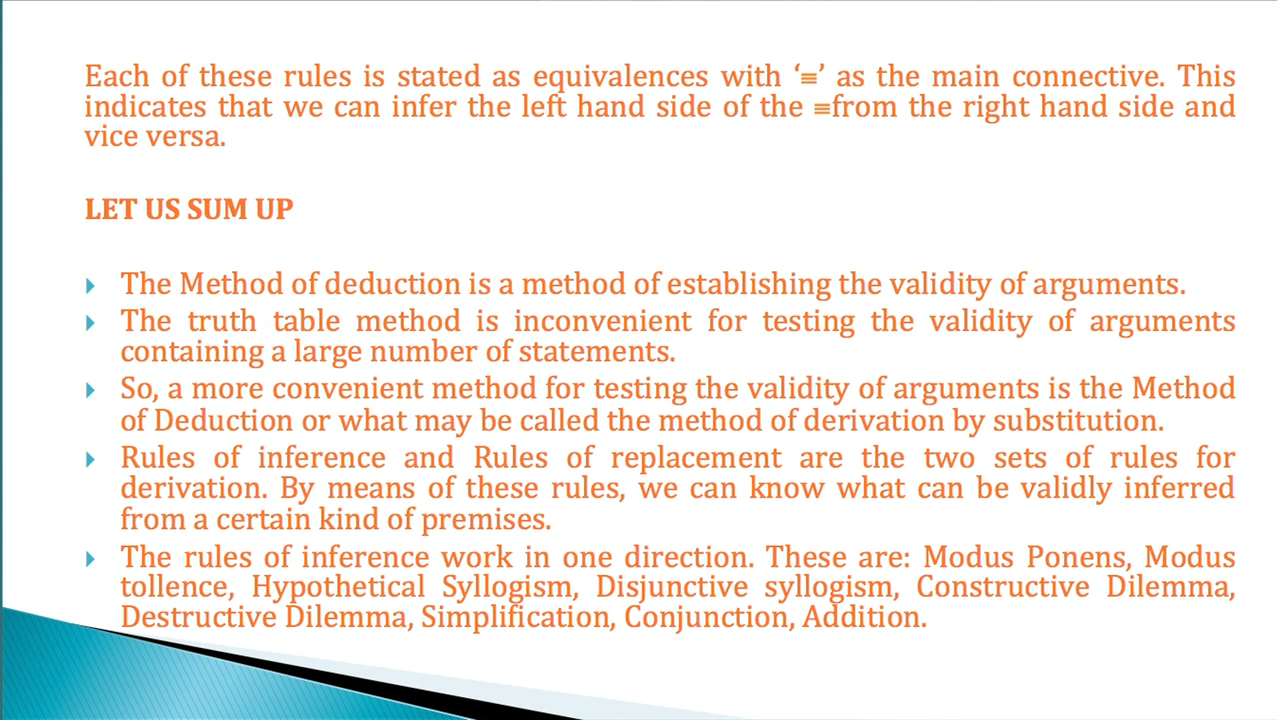 Each of these rules is stated as equivalences with ‘≡’ as the main connective. This
indicates that we can infer the left hand side of the ≡from the right hand side and
vice versa.
LET US SUM UP
The Method of deduction is a method of establishing the validity of arguments.
The truth table method is inconvenient for testing the validity of arguments
containing a large number of statements.
So, a more convenient method for testing the validity of arguments is the Method
of Deduction or what may be called the method of derivation by substitution.
Rules of inference and Rules of replacement are the two sets of rules for
derivation. By means of these rules, we can know what can be validly inferred
from a certain kind of premises.
The rules of inference work in one direction. These are: Modus Ponens, Modus
tollence, Hypothetical Syllogism, Disjunctive syllogism, Constructive Dilemma,
Destructive Dilemma, Simplification, Conjunction, Addition.